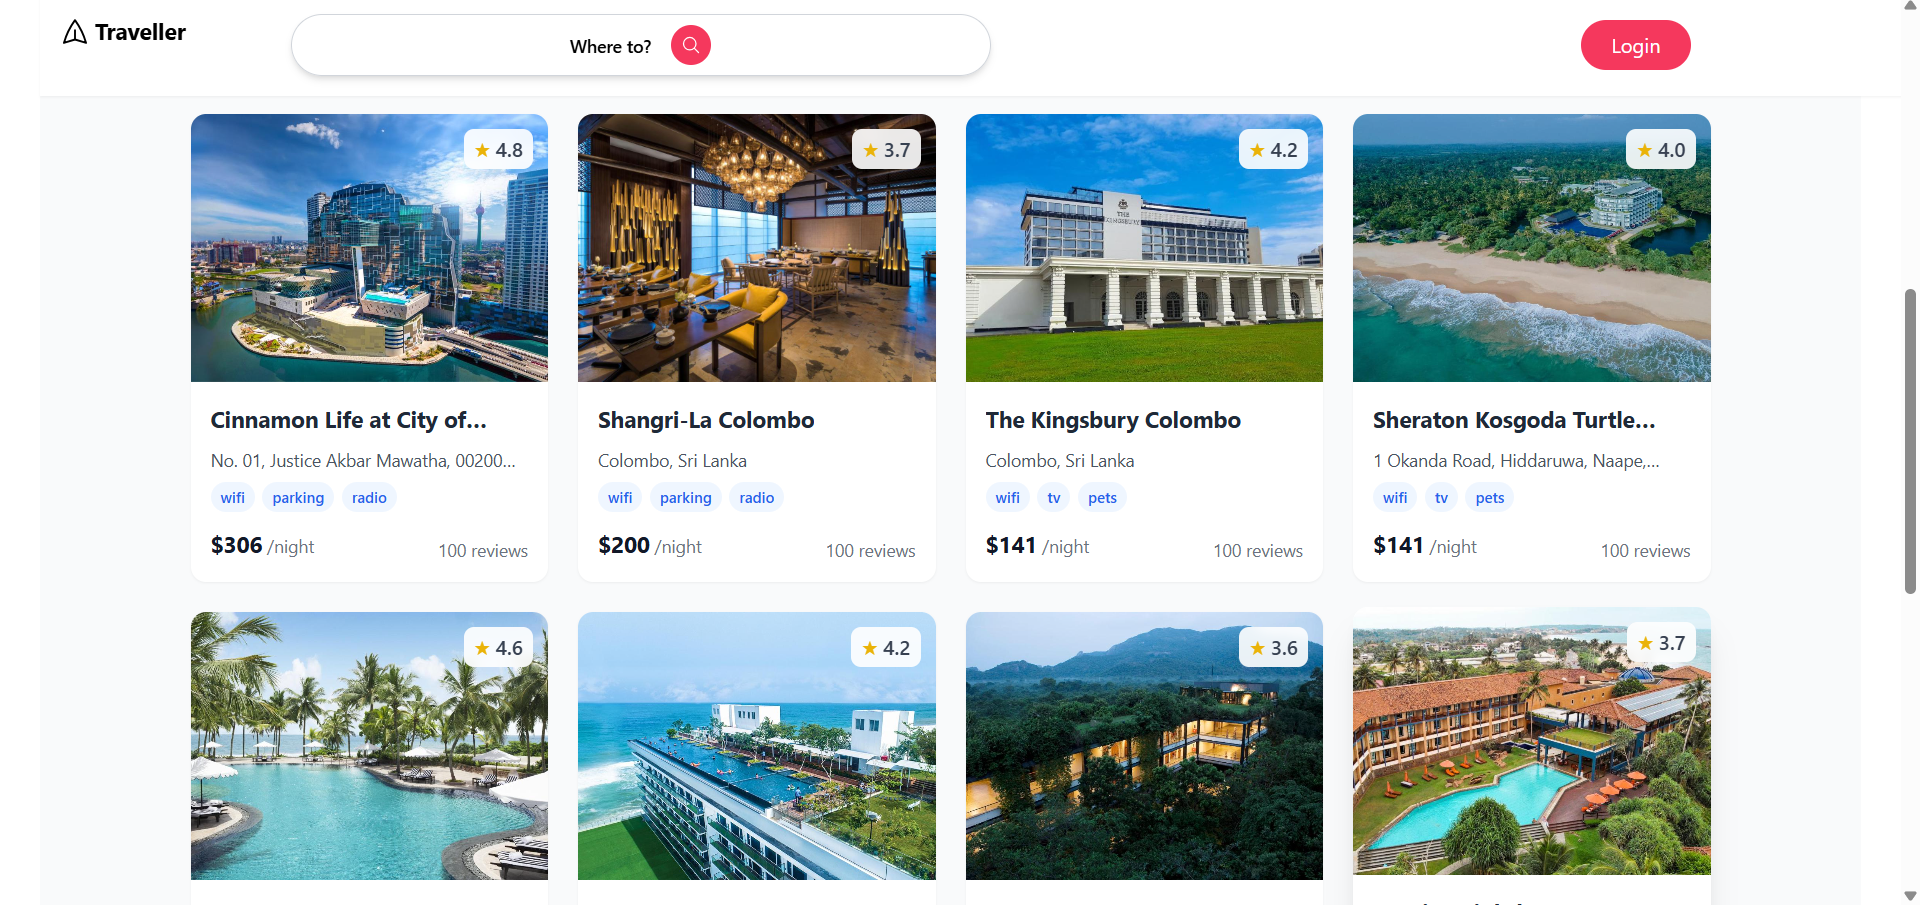 Traveller
Where to?
Login
4.8
3.7
4.2
4.0
THE
KINGSBURY
Cinnamon Life at City of...
No. 01, Justice Akbar Mawatha, 00200...
wifi parking radio
$306 /night
100 reviews
Shangri-La Colombo
Colombo, Sri Lanka
wifi parking radio
$200 /night
100 reviews
The Kingsbury Colombo
Colombo, Sri Lanka
wifi tv pets
$141 /night
100 reviews
Sheraton Kosgoda Turtle...
1 Okanda Road, Hiddaruwa, Naape,...
wifi tv pets
$141 /night
100 reviews
4.6
4.2
3.6
3.7